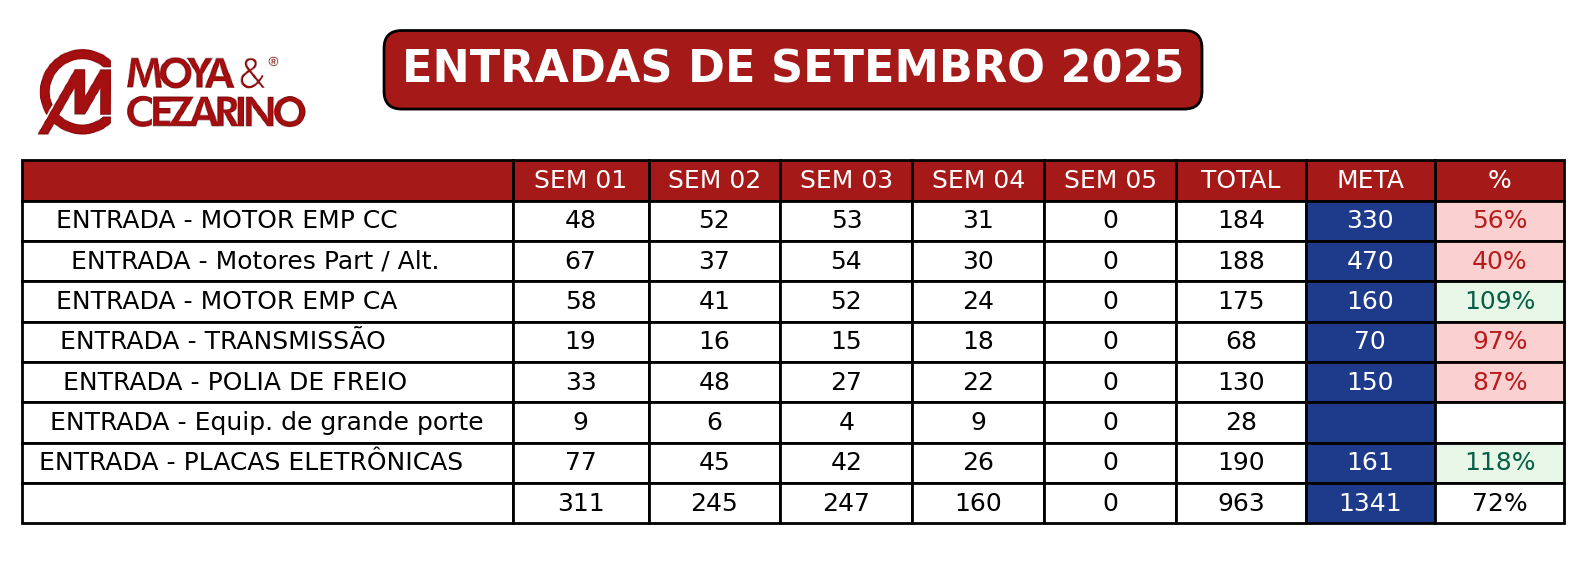 MOYA &®
CEZARINO
ENTRADAS DE SETEMBRO 2025
SEM 01 SEM 02 SEM 03 SEM 04 SEM 05 TOTAL META %
ENTRADA - MOTOR EMP CC 48 52 53 31 0 184 330 56%
ENTRADA - Motores Part / Alt. 67 37 54 30 0 188 470 40%
ENTRADA - MOTOR EMP CA 58 41 52 24 0 175 160 109%
ENTRADA - TRANSMISSÃO 19 16 15 18 0 68 70 97%
ENTRADA - POLIA DE FREIO 33 48 27 22 0 130 150 87%
ENTRADA - Equip. de grande porte 9 6 4 9 0 28
ENTRADA - PLACAS ELETRÔNICAS 77 45 42 26 0 190 161 118%
311 245 247 160 0 963 1341 72%